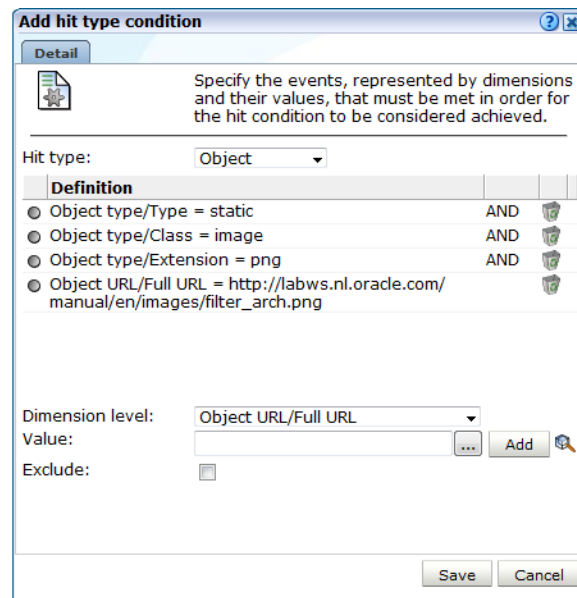 Add hit type condition
Detail
Specify the events, represented by dimensions
and their values, that must be met in order for
the hit condition to be considered achieved.
Hit type: Object
Definition
Object type/Type = static AND
Object type/Class = image AND
Object type/Extension = png AND
Object URL/Full URL = http://labws.nl.oracle.com/
manual/en/images/filter_arch.png
Dimension level: Object URL/Full URL
Value: ... Add
Exclude:
Save Cancel